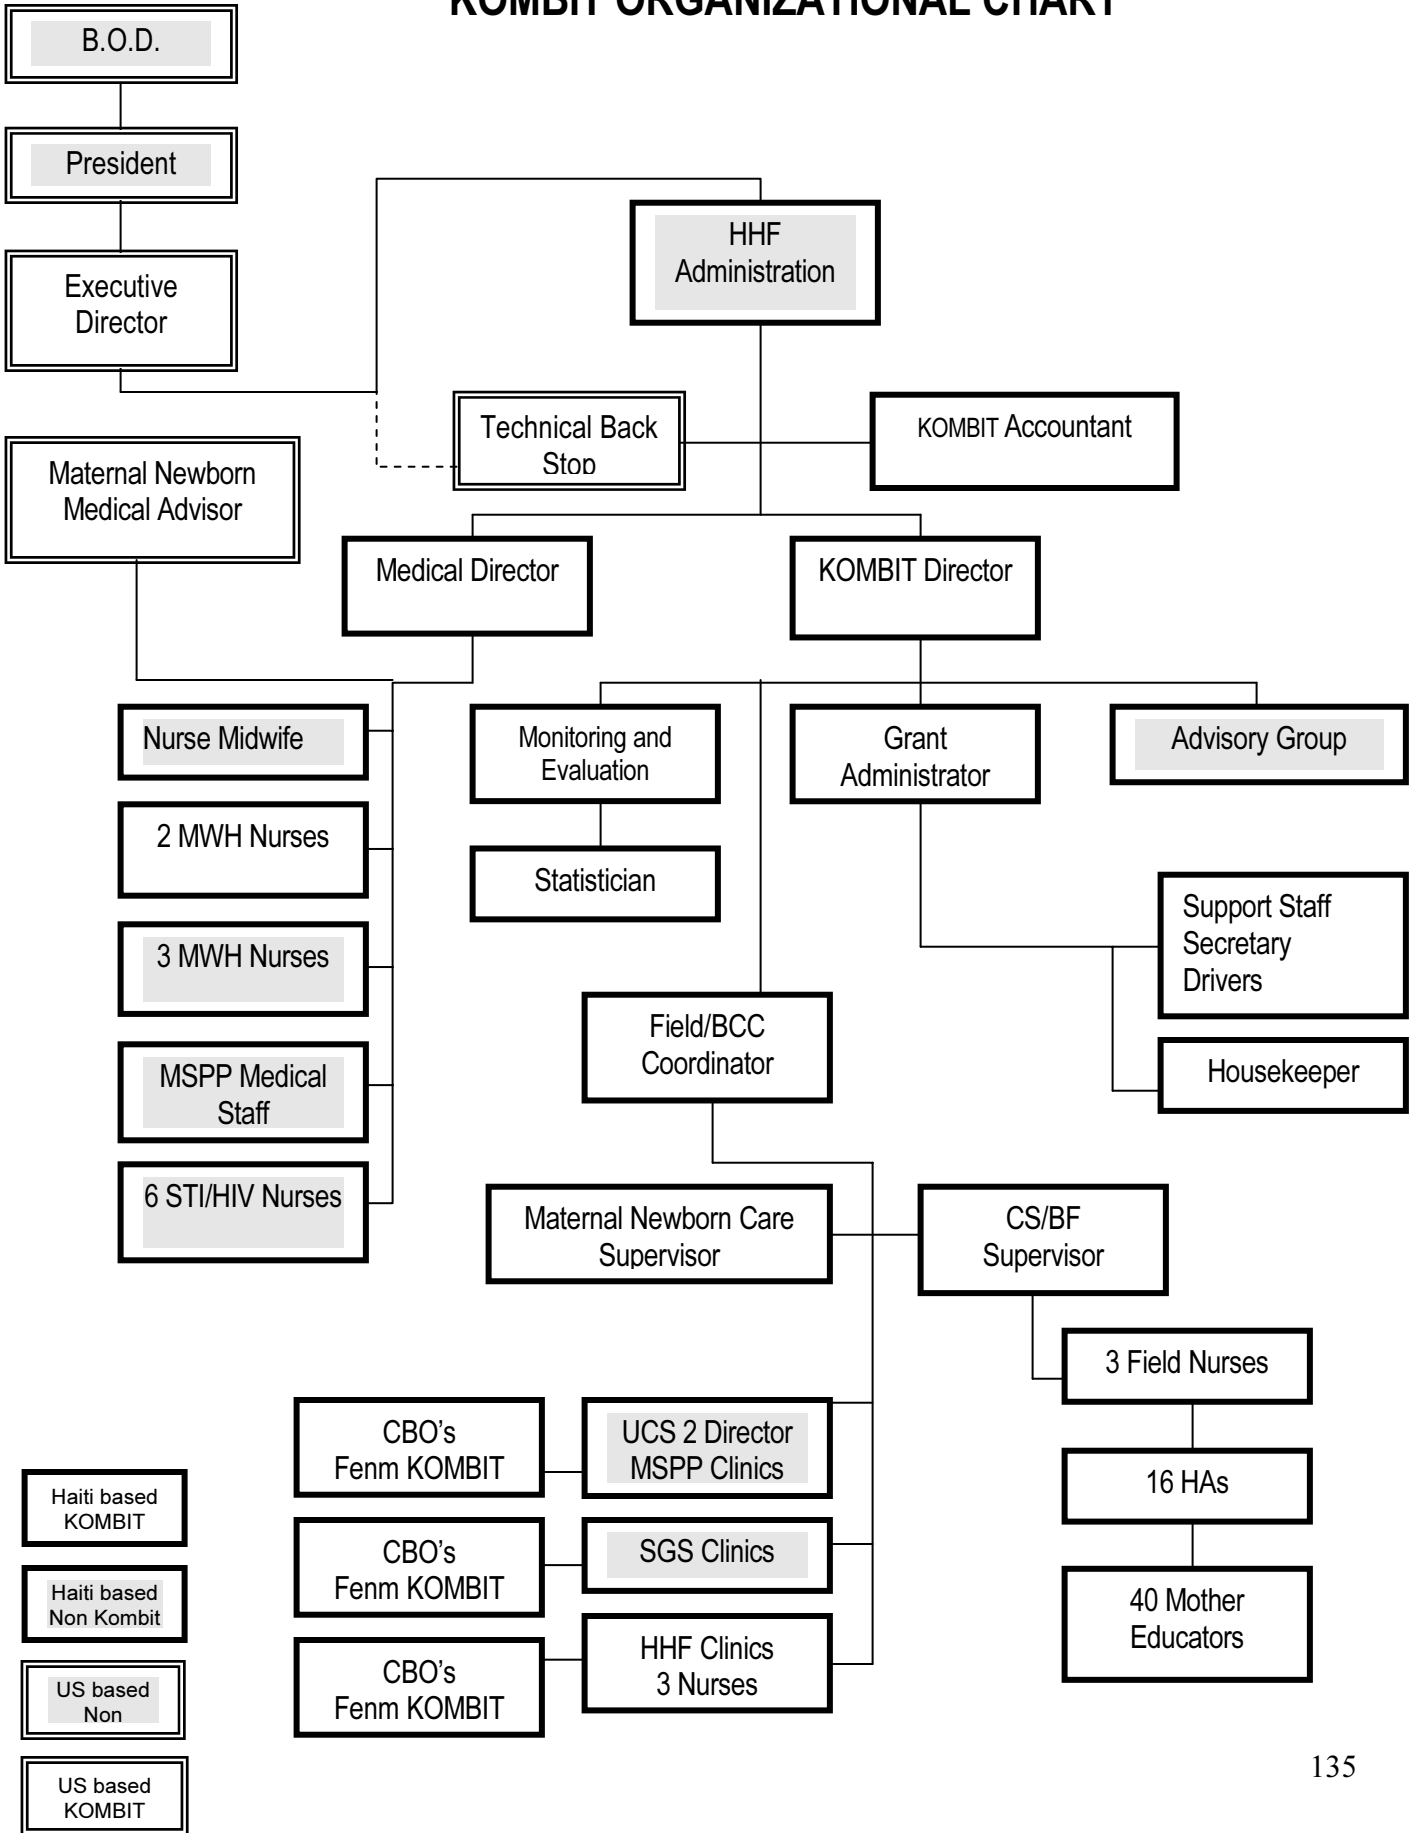 KOMBIT ORGANIZATIONAL CHART
B.O.D.
President
Executive
Director
HHF
Administration
Technical Back
Stop
KOMBIT Accountant
Maternal Newborn
Medical Advisor
Medical Director
KOMBIT Director
Nurse Midwife
2 MWH Nurses
3 MWH Nurses
MSPP Medical
Staff
6 STI/HIV Nurses
Monitoring and
Evaluation
Statistician
Grant
Administrator
Advisory Group
Support Staff
Secretary
Drivers
Housekeeper
Field/BCC
Coordinator
Maternal Newborn Care
Supervisor
CS/BF
Supervisor
3 Field Nurses
16 HAs
40 Mother
Educators
CBO’s
Fenm KOMBIT
UCS 2 Director
MSPP Clinics
CBO’s
Fenm KOMBIT
SGS Clinics
CBO’s
Fenm KOMBIT
HHF Clinics
3 Nurses
Haiti based
KOMBIT
Haiti based
Non Kombit
US based
Non
US based
KOMBIT
135